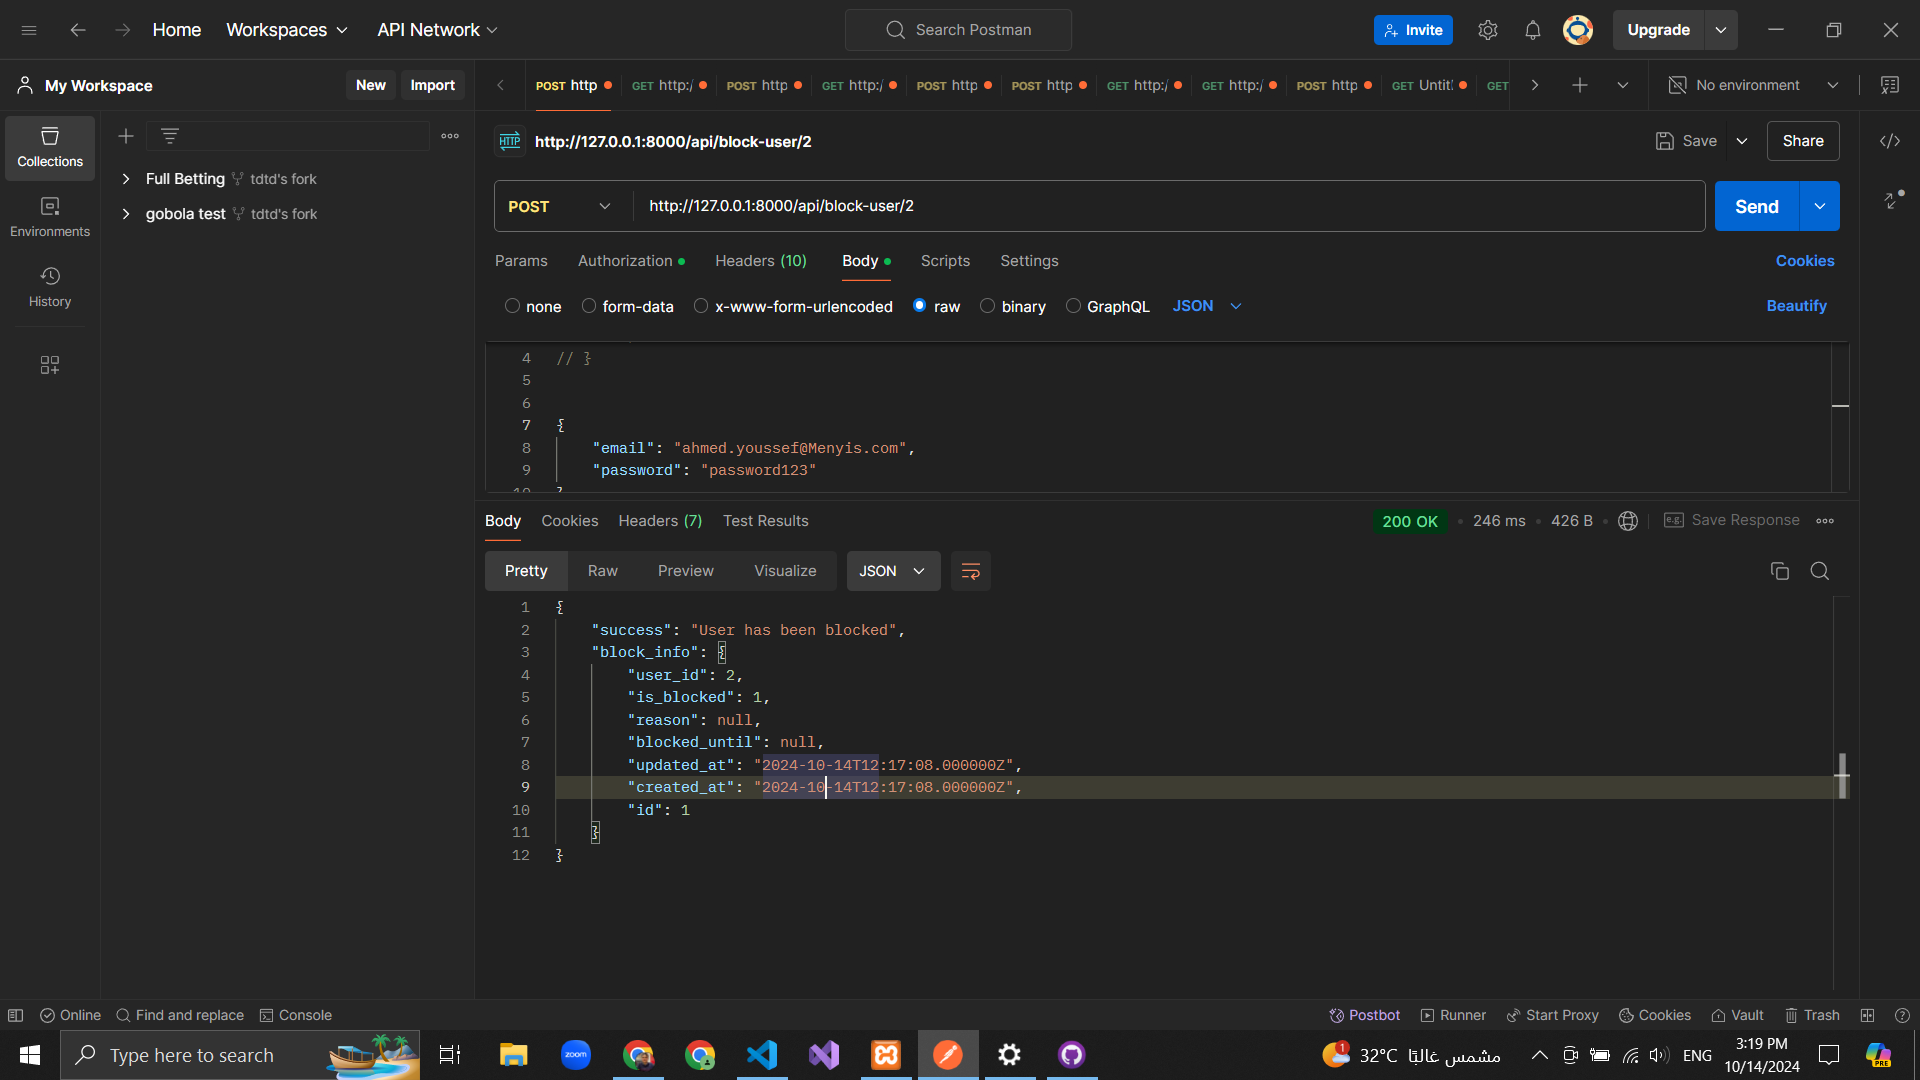 Home Workspaces API Network Search Postman Invite Upgrade
My Workspace New Import POST http GET http:/ POST http GET http:/ POST http POST http GET http:/ GET http:/ POST http GET Untit GET No environment
Collections
Environments
History
Full Betting tdtd's fork
gobola test tdtd's fork
HTTP http://127.0.0.1:8000/api/block-user/2 Save Share
POST http://127.0.0.1:8000/api/block-user/2 Send
Params Authorization Headers (10) Body Scripts Settings Cookies
none form-data x-www-form-urlencoded raw binary GraphQL JSON Beautify
4 // }
5
6
7 {
8 "email": "ahmed.youssef@Menyis.com",
9 "password": "password123"
10 }
Body Cookies Headers (7) Test Results 200 OK 246 ms 426 B e.g. Save Response
Pretty Raw Preview Visualize JSON
1 {
2 "success": "User has been blocked",
3 "block_info": {
4 "user_id": 2,
5 "is_blocked": 1,
6 "reason": null,
7 "blocked_until": null,
8 "updated_at": "2024-10-14T12:17:08.000000Z",
9 "created_at": "2024-10-14T12:17:08.000000Z",
10 "id": 1
11 }
12 }
Online Find and replace Console Postbot Runner Start Proxy Cookies Vault Trash
Type here to search zoom 1 32°C مشمس غالبًا ENG 3:19 PM PRE
10/14/2024